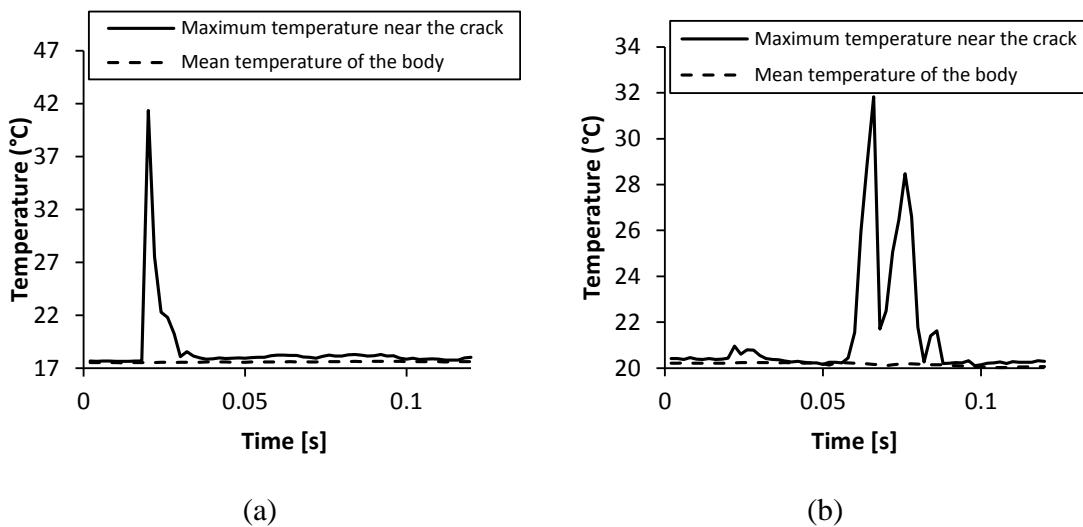 Maximum temperature near the crack
Mean temperature of the body
47
42
37
32
27
22
17
Temperature (°C)
0
0.05
0.1
Time [s]
(a)
Maximum temperature near the crack
Mean temperature of the body
34
32
30
28
26
24
22
20
Temperature (°C)
0
0.05
0.1
Time [s]
(b)